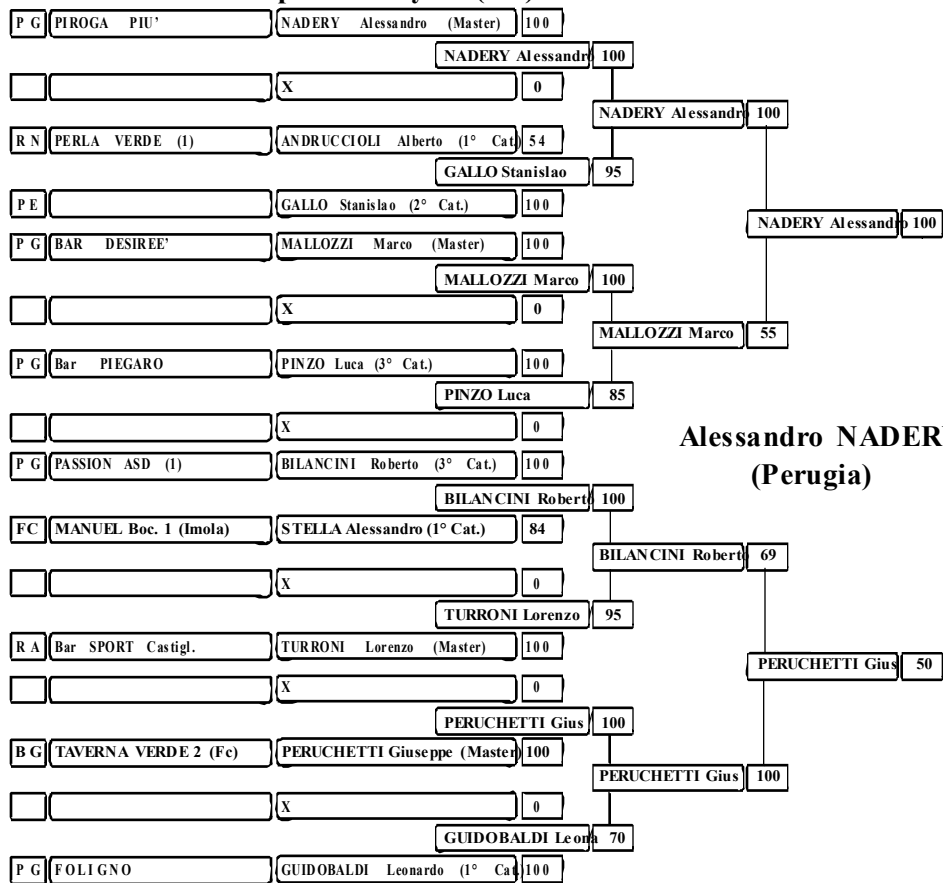 P G PIROGA PIU' NADERY Alessandro (Master) 100
NADERY Alessandro 100
X 0
NADERY Alessandro 100
R N PERLA VERDE (1) ANDRUCCIOLI Alberto (1° Cat.) 54
GALLO Stanislao 95
P E GALLO Stanislao (2° Cat.) 100
NADERY Alessandro 100
P G BAR DESIREE' MALLOZZI Marco (Master) 100
MALLOZZI Marco 100
X 0
MALLOZZI Marco 55
P G Bar PIEGARO PINZO Luca (3° Cat.) 100
PINZO Luca 85
X 0
Alessandro NADERY
(Perugia)
P G PASSION ASD (1) BILANCINI Roberto (3° Cat.) 100
BILANCINI Roberto 100
FC MANUEL Boc. 1 (Imola) STELLA Alessandro (1° Cat.) 84
BILANCINI Roberto 69
X 0
TURRONI Lorenzo 95
R A Bar SPORT Castigl. TURRONI Lorenzo (Master) 100
PERUCHETTI Gius 50
X 0
PERUCHETTI Gius 100
B G TAVERNA VERDE 2 (Fc) PERUCHETTI Giuseppe (Master) 100
PERUCHETTI Gius 100
X 0
GUIDOBALDI Leona 70
P G FOLIGNO GUIDOBALDI Leonardo (1° Cat.) 100